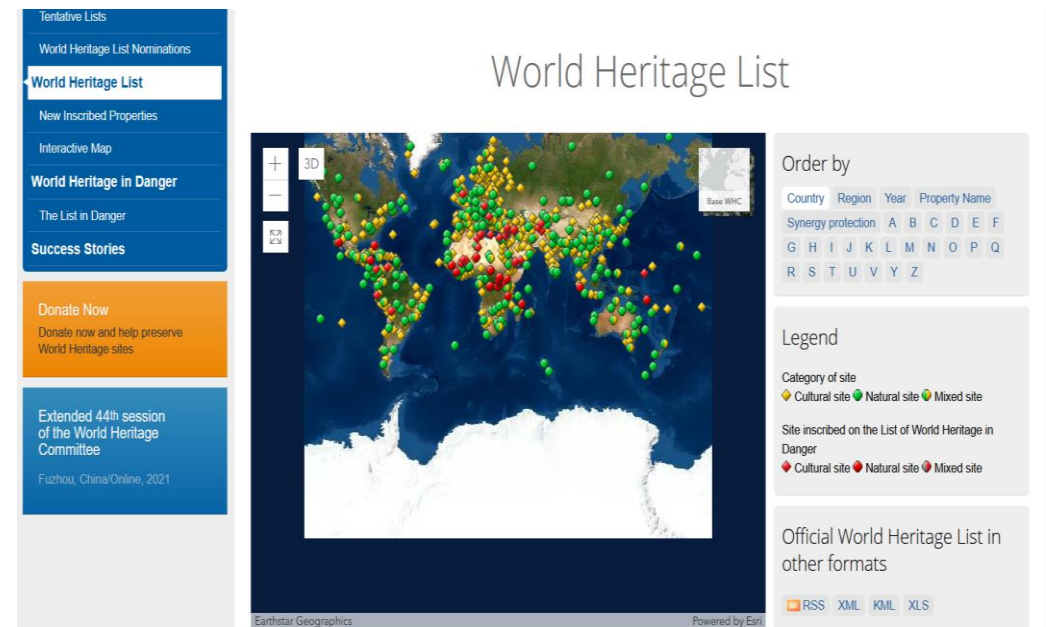 Tentative Lists
World Heritage List Nominations
World Heritage List
New Inscribed Properties
Interactive Map
World Heritage in Danger
The List in Danger
Success Stories
Donate Now
Donate now and help preserve
World Heritage sites
Extended 44th session
of the World Heritage
Committee
Fuzhou, China/Online, 2021
World Heritage List
+
3D
−
Base WHC
Earthstar Geographics
Powered by Esri
Order by
Country Region Year Property Name
Synergy protection A B C D E F
G H I J K L M N O P Q
R S T U V Y Z
Legend
Category of site
Cultural site Natural site Mixed site
Site inscribed on the List of World Heritage in
Danger
Cultural site Natural site Mixed site
Official World Heritage List in
other formats
RSS XML KML XLS